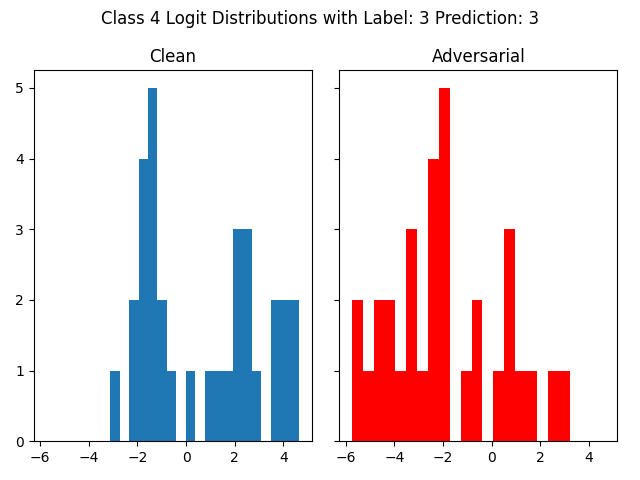 Class 4 Logit Distributions with Label: 3 Prediction: 3
Clean
Adversarial
5
4
3
2
1
0
−6 −4 −2 0 2 4
−6 −4 −2 0 2 4